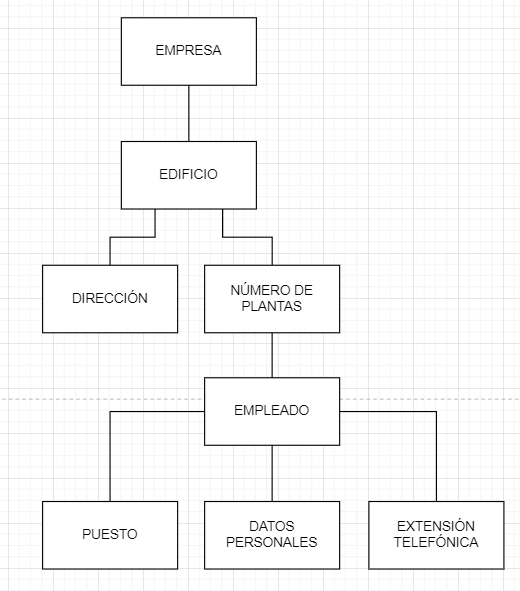 EMPRESA
EDIFICIO
DIRECCIÓN
NÚMERO DE
PLANTAS
EMPLEADO
PUESTO
DATOS
PERSONALES
EXTENSIÓN
TELEFÓNICA